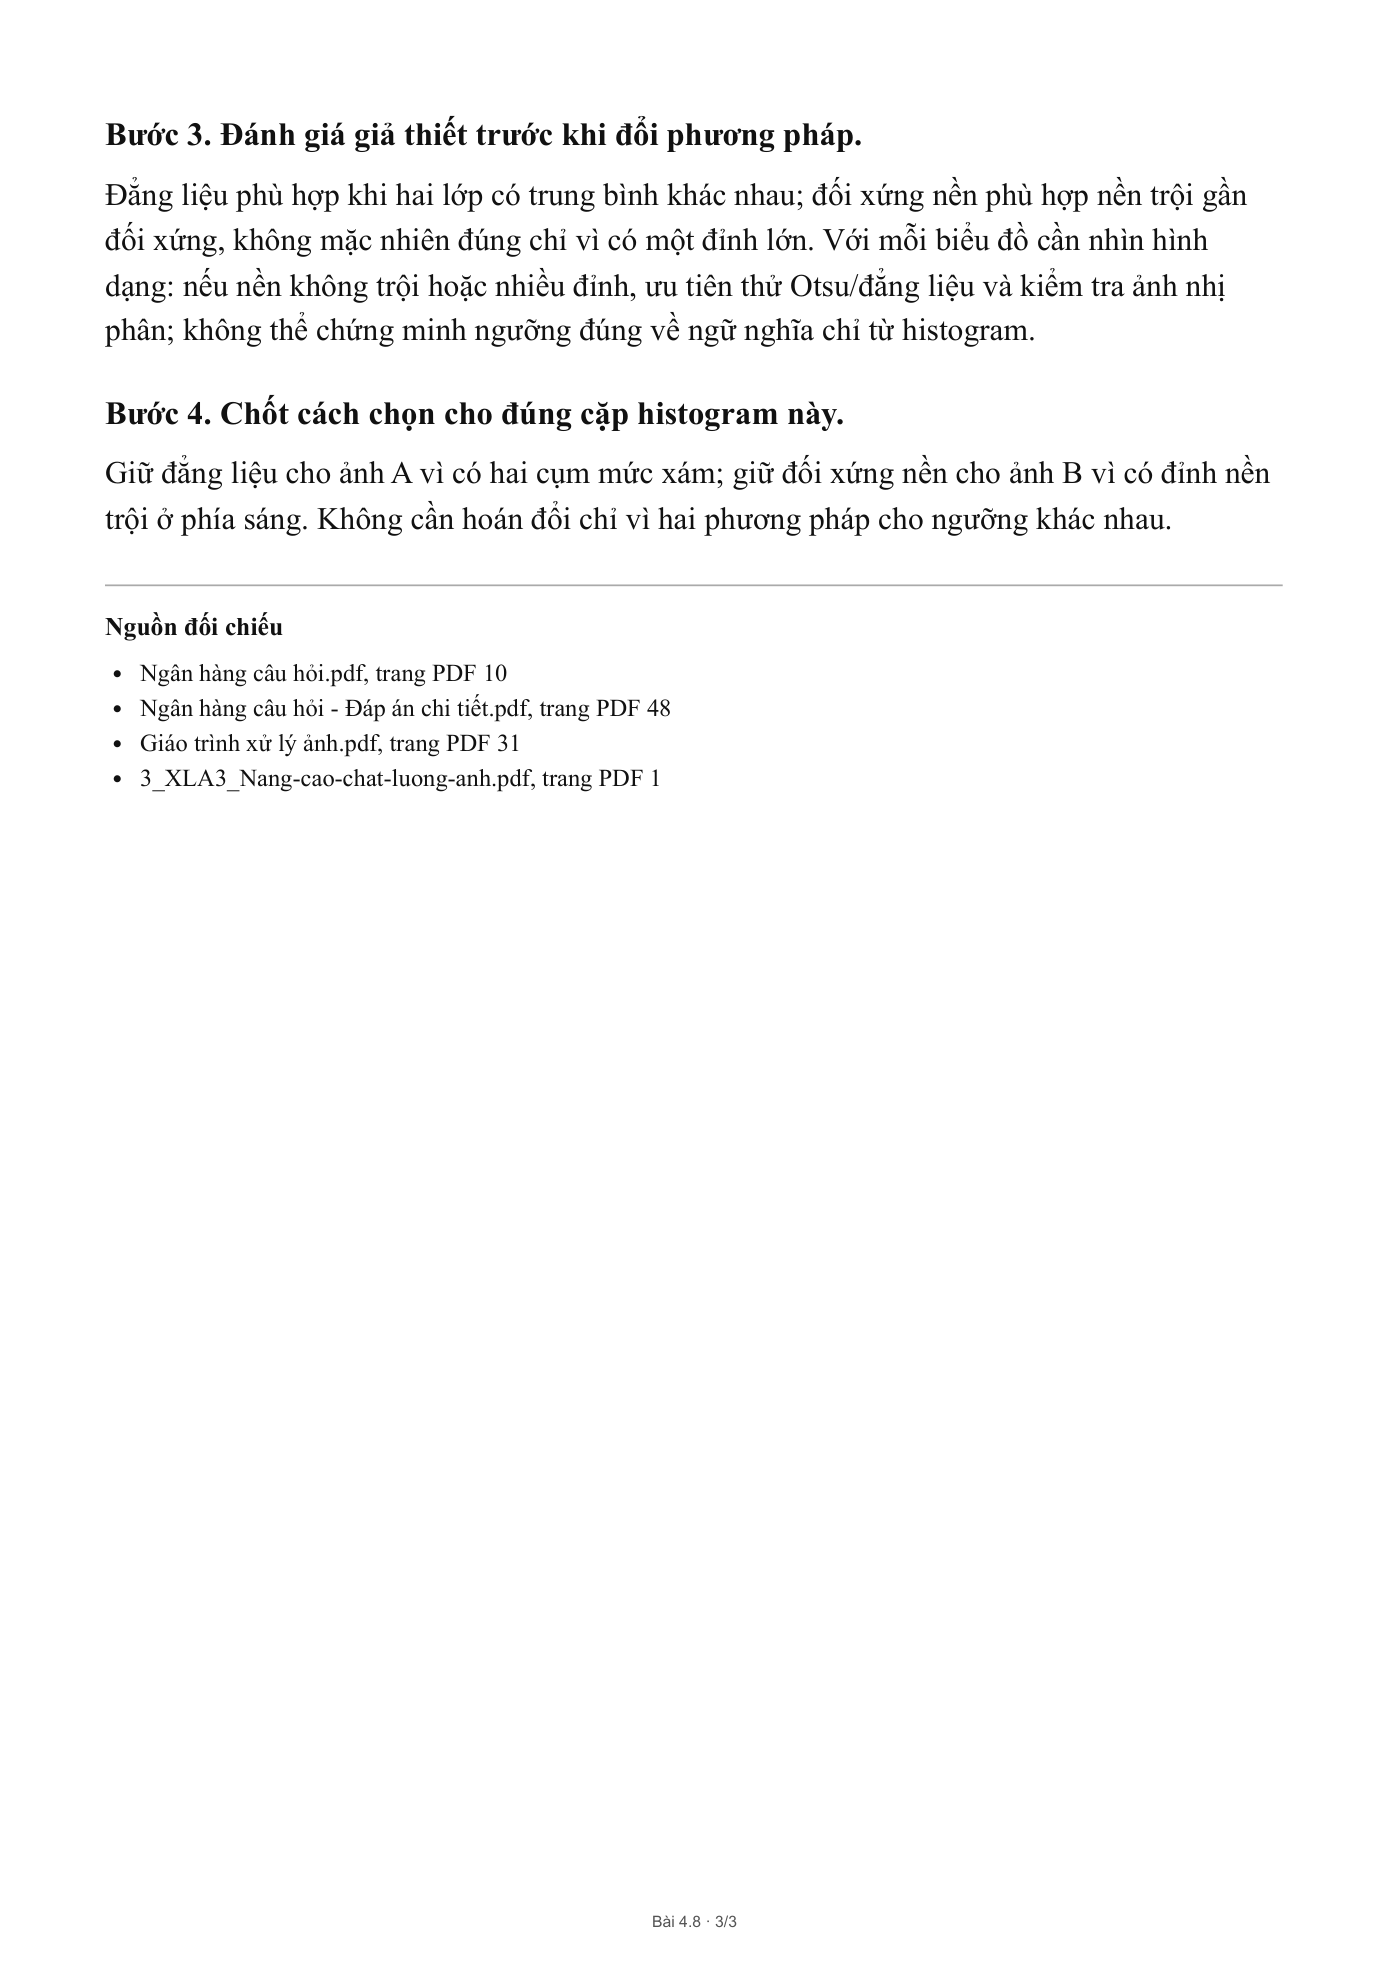 Bước 3. Đánh giá giả thiết trước khi đổi phương pháp.
Đẳng liệu phù hợp khi hai lớp có trung bình khác nhau; đối xứng nền phù hợp nền trội gần
đối xứng, không mặc nhiên đúng chỉ vì có một đỉnh lớn. Với mỗi biểu đồ cần nhìn hình
dạng: nếu nền không trội hoặc nhiều đỉnh, ưu tiên thử Otsu/đẳng liệu và kiểm tra ảnh nhị
phân; không thể chứng minh ngưỡng đúng về ngữ nghĩa chỉ từ histogram.
Bước 4. Chốt cách chọn cho đúng cặp histogram này.
Giữ đẳng liệu cho ảnh A vì có hai cụm mức xám; giữ đối xứng nền cho ảnh B vì có đỉnh nền
trội ở phía sáng. Không cần hoán đổi chỉ vì hai phương pháp cho ngưỡng khác nhau.
Nguồn đối chiếu
• Ngân hàng câu hỏi.pdf, trang PDF 10
• Ngân hàng câu hỏi - Đáp án chi tiết.pdf, trang PDF 48
• Giáo trình xử lý ảnh.pdf, trang PDF 31
• 3_XLA3_Nang-cao-chat-luong-anh.pdf, trang PDF 1
Bài 4.8 · 3/3